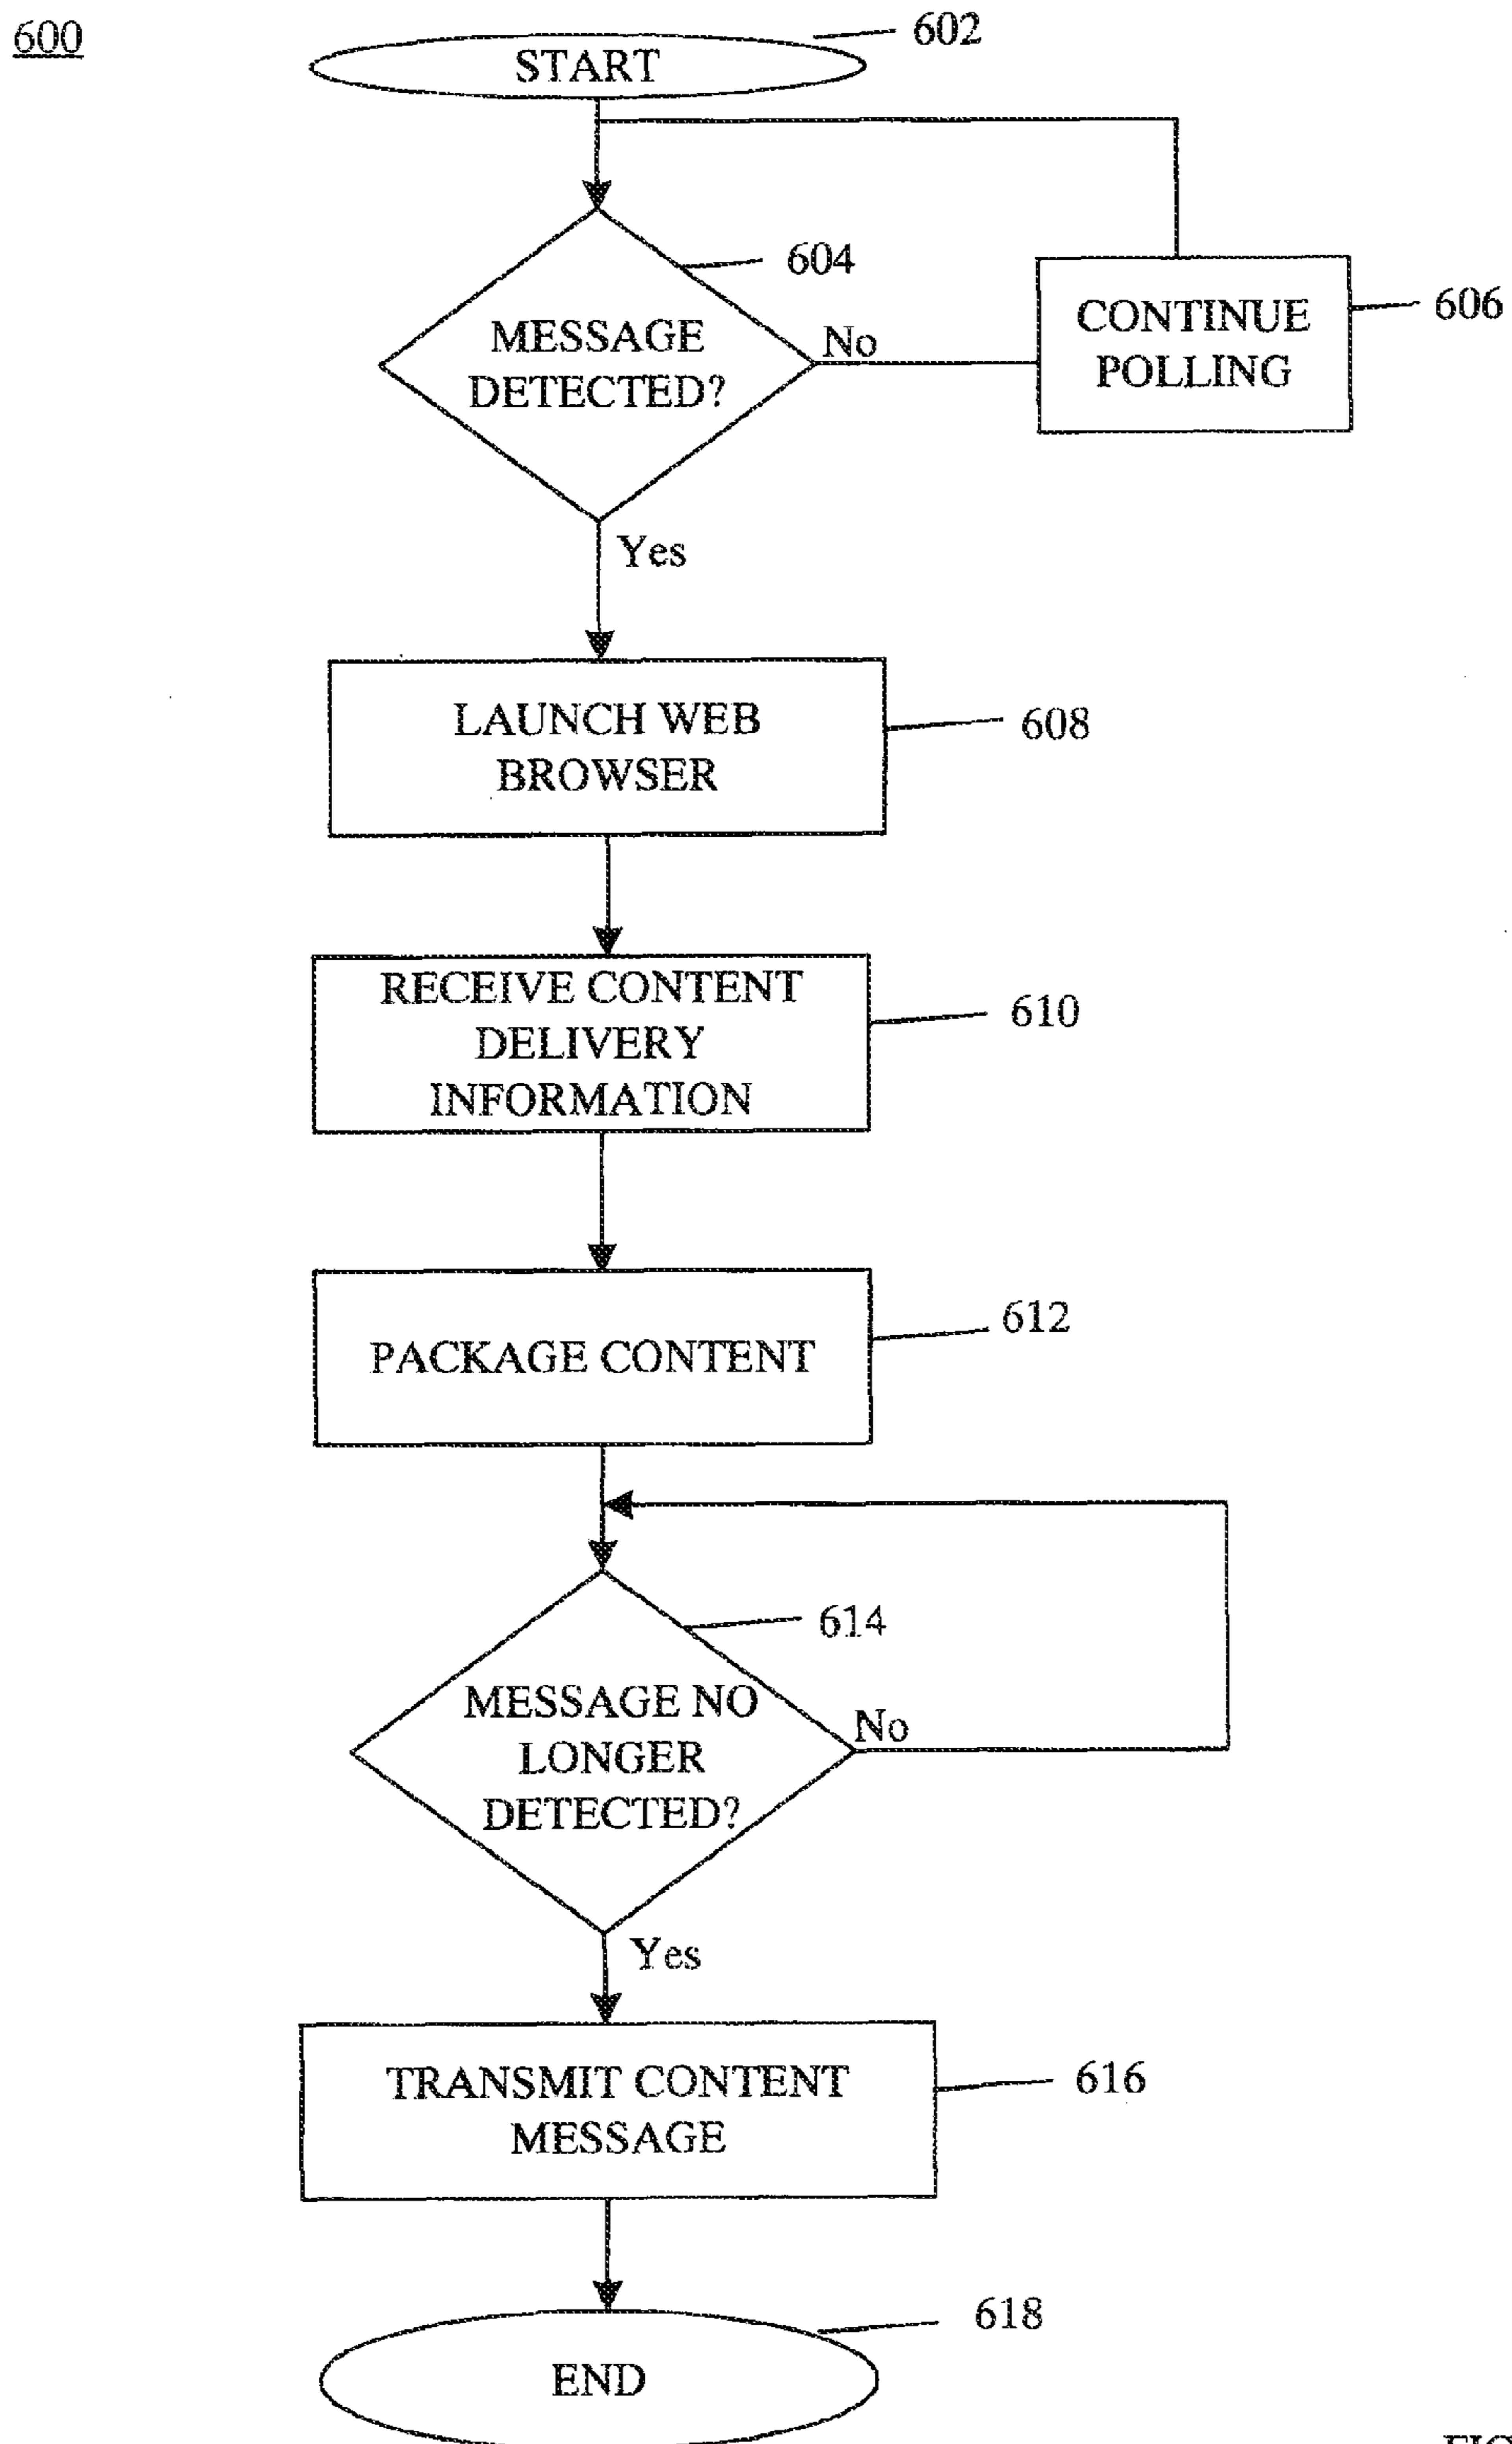 600
602
START
604
MESSAGE
DETECTED?
No
CONTINUE
POLLING
606
Yes
LAUNCH WEB
BROWSER
608
RECEIVE CONTENT
DELIVERY
INFORMATION
610
PACKAGE CONTENT
612
614
MESSAGE NO
LONGER
DETECTED?
No
Yes
TRANSMIT CONTENT
MESSAGE
616
618
END